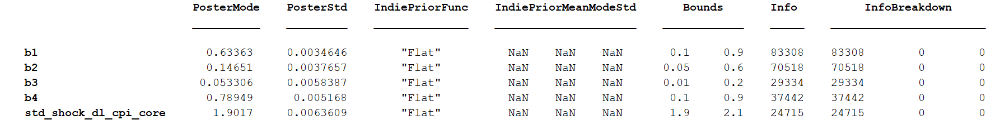 PosterMode PosterStd IndiePriorFunc IndiePriorMeanModeStd Bounds Info InfoBreakdown
b1 0.63363 0.0034646 "Flat" NaN NaN NaN 0.1 0.9 83308 83308 0 0
b2 0.14651 0.0037657 "Flat" NaN NaN NaN 0.05 0.6 70518 70518 0 0
b3 0.053306 0.0058387 "Flat" NaN NaN NaN 0.01 0.2 29334 29334 0 0
b4 0.78949 0.005168 "Flat" NaN NaN NaN 0.1 0.9 37442 37442 0 0
std_shock_dl_cpi_core 1.9017 0.0063609 "Flat" NaN NaN NaN 1.9 2.1 24715 24715 0 0